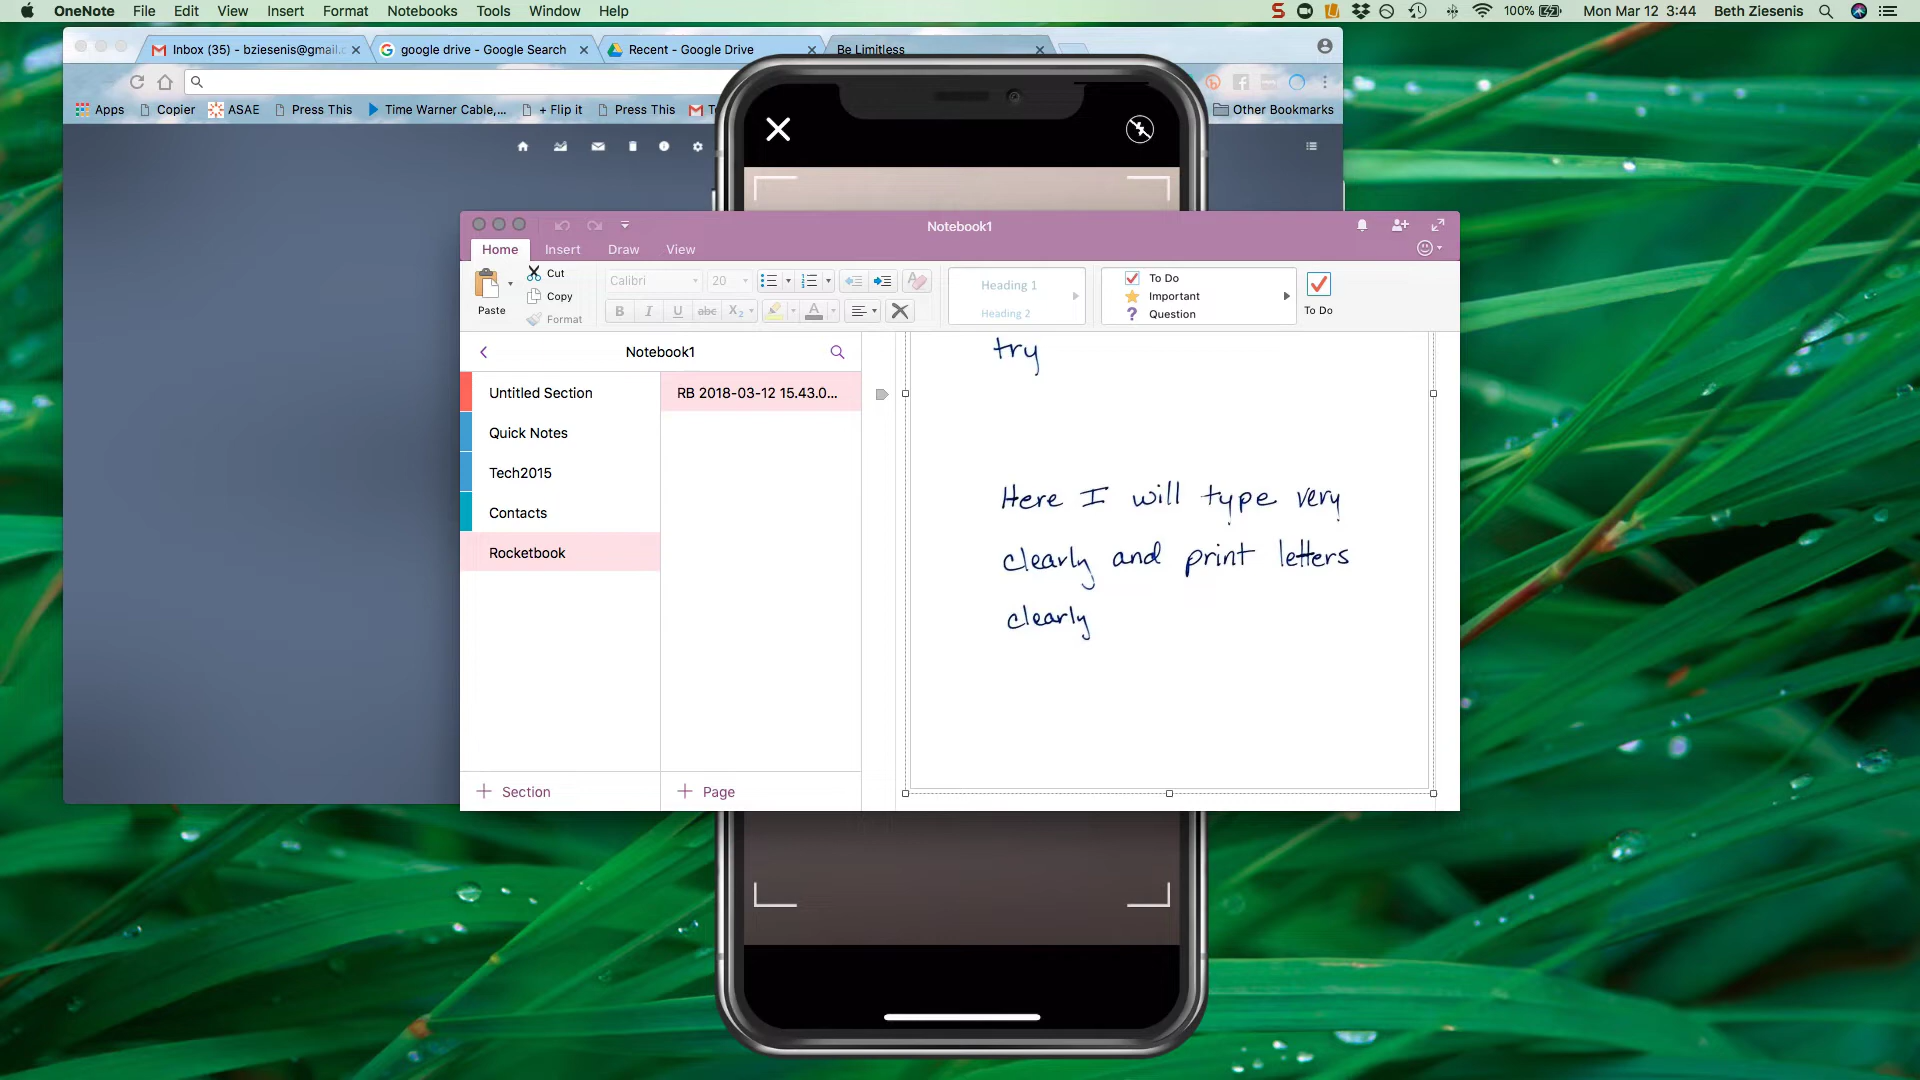 OneNote File Edit View Insert Format Notebooks Tools Window Help 100% Mon Mar 12 3:44 Beth Ziesenis
Inbox (35) - bziesenis@gmail. google drive - Google Search Recent - Google Drive Be Limitless
Apps Copier ASAE Press This Time Warner Cable,... + Flip it Press This Other Bookmarks
Notebook1
Home Insert Draw View
Paste
Cut
Copy
Format
Calibri 20
B I U abc X2 A
Heading 1
Heading 2
To Do
Important
Question
To Do
Notebook1
Untitled Section
Quick Notes
Tech2015
Contacts
Rocketbook
RB 2018-03-12 15.43.0...
try
Here I will type very
clearly and print letters
clearly
+ Section + Page